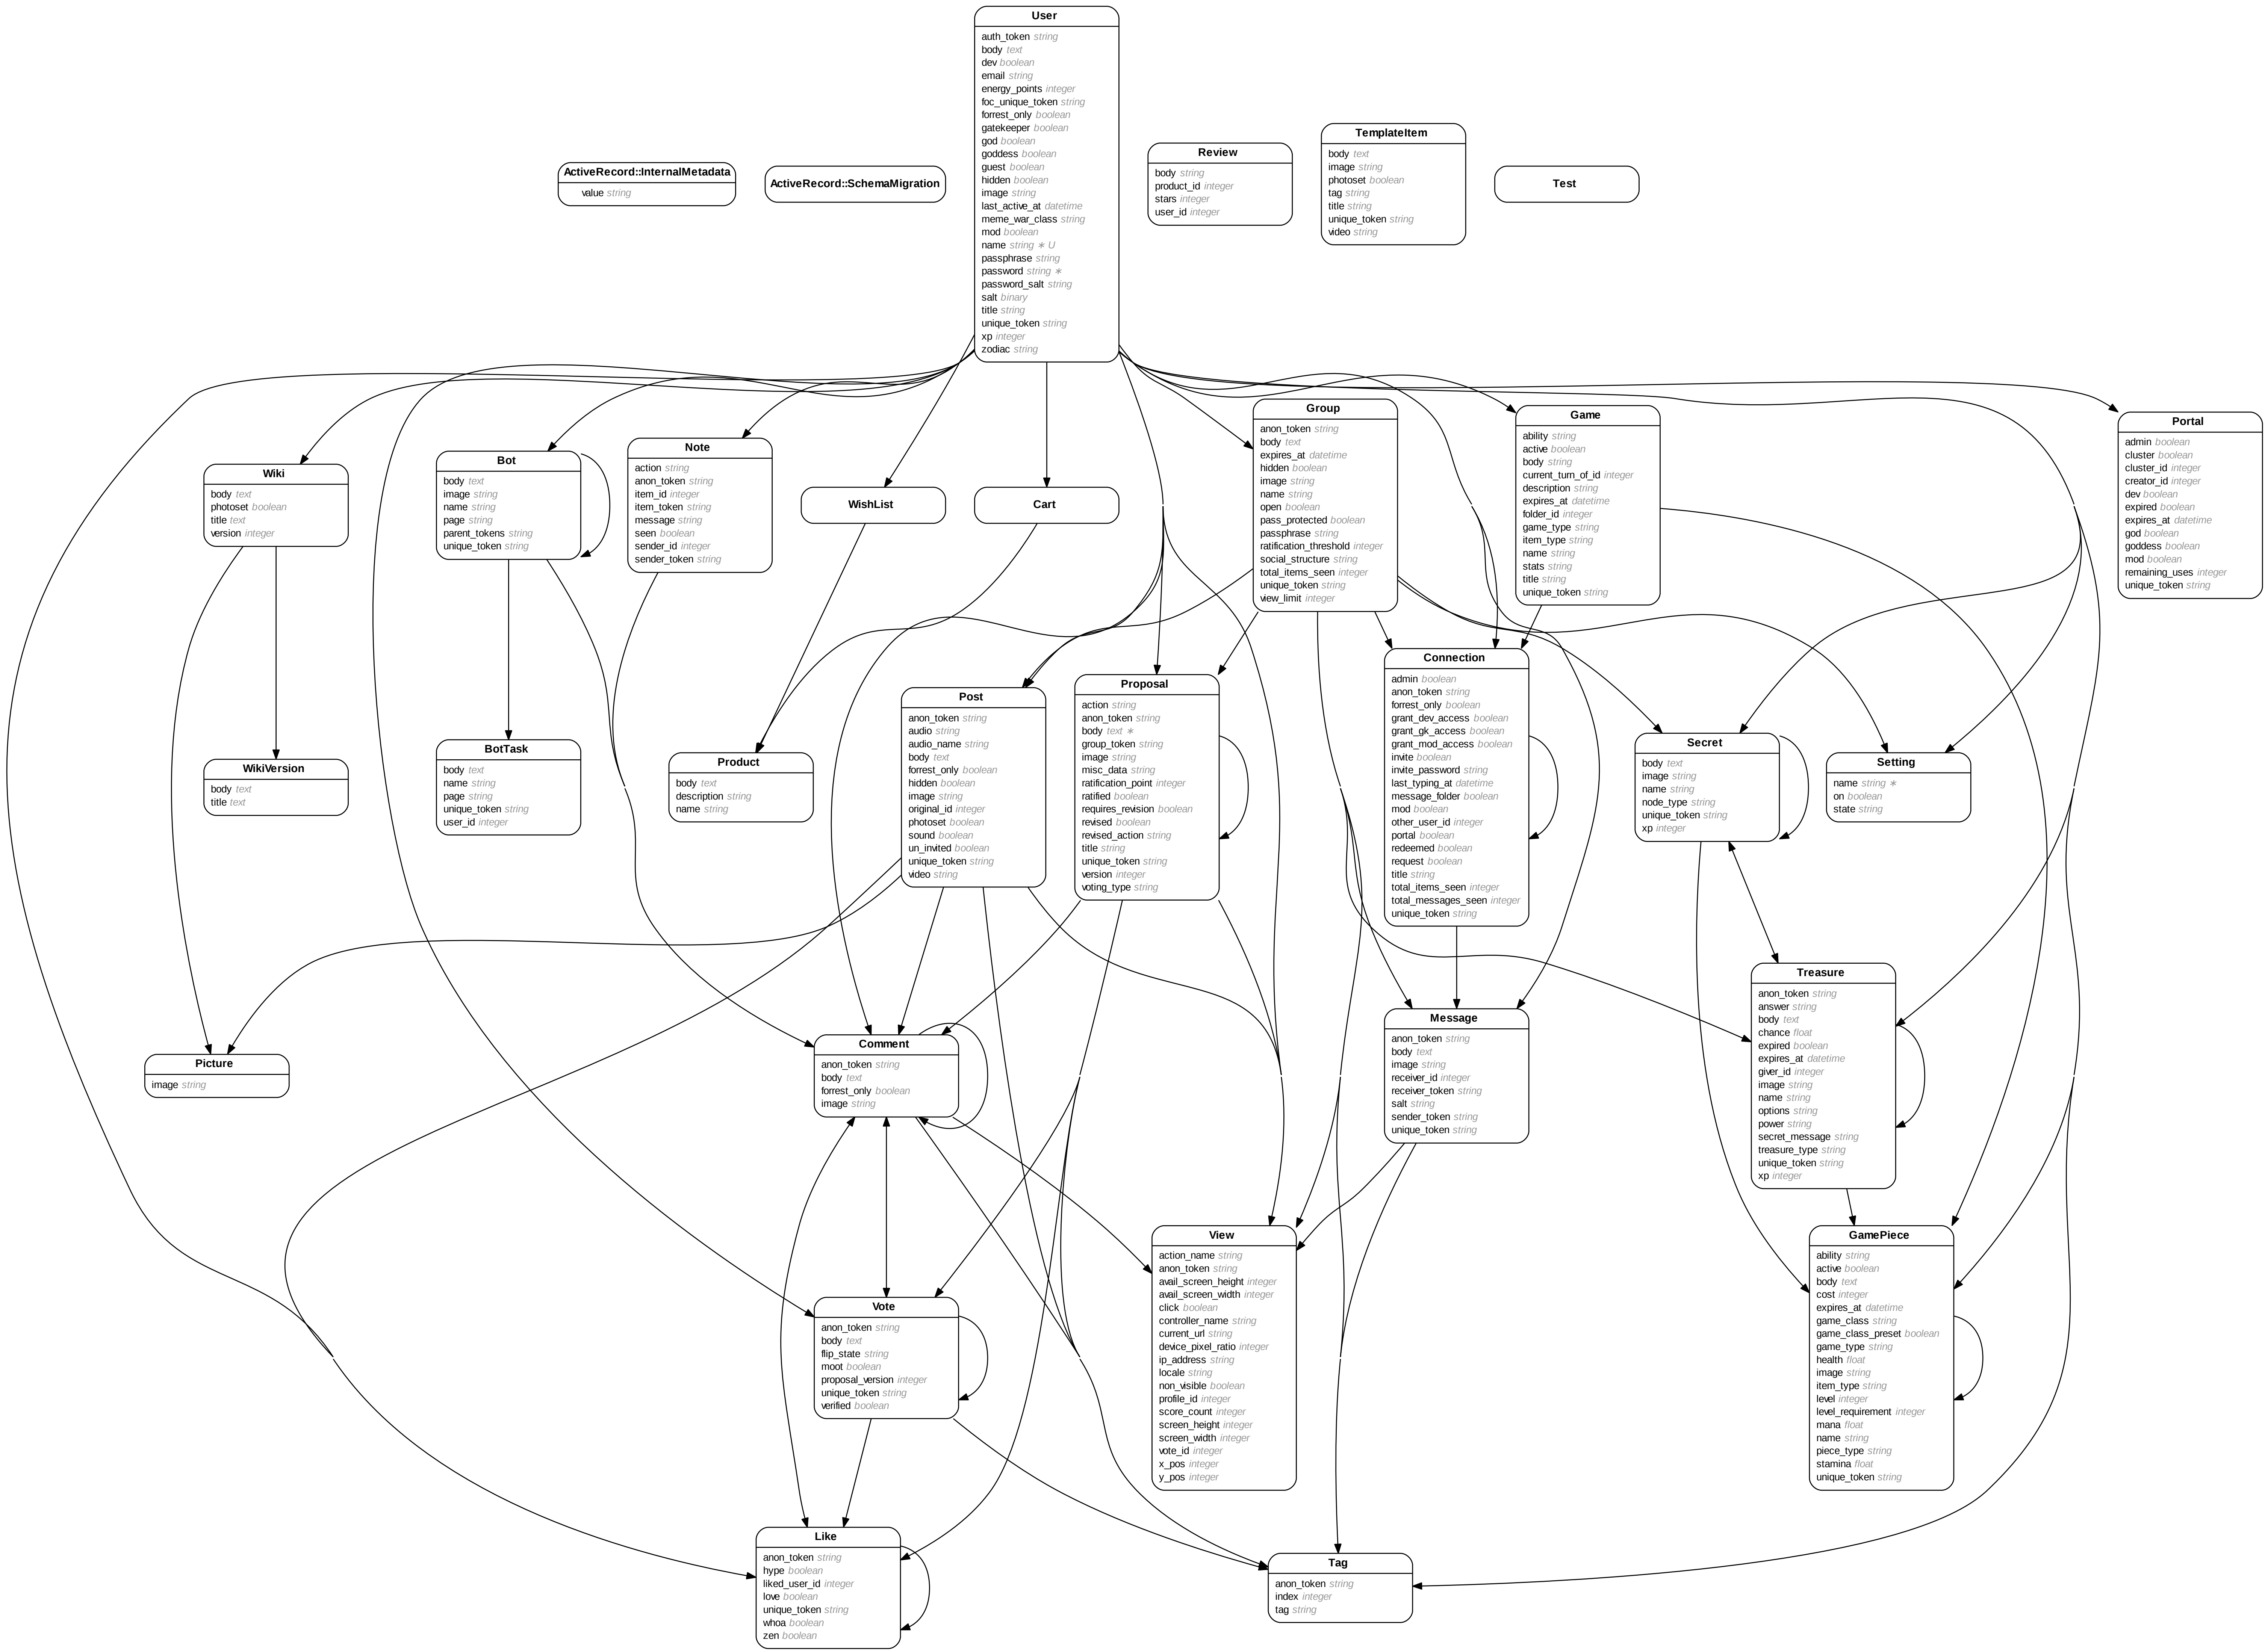 User
auth_token string
body text
dev boolean
email string
energy_points integer
foc_unique_token string
forrest_only boolean
gatekeeper boolean
god boolean
goddess boolean
guest boolean
hidden boolean
image string
last_active_at datetime
meme_war_class string
mod boolean
name string ∗ U
passphrase string
password string ∗
password_salt string
salt binary
title string
unique_token string
xp integer
zodiac string
ActiveRecord::InternalMetadata
value string
ActiveRecord::SchemaMigration
Review
body string
product_id integer
stars integer
user_id integer
TemplateItem
body text
image string
photoset boolean
tag string
title string
unique_token string
video string
Test
Wiki
body text
photoset boolean
title text
version integer
Bot
body text
image string
name string
page string
parent_tokens string
unique_token string
Note
action string
anon_token string
item_id integer
item_token string
message string
seen boolean
sender_id integer
sender_token string
WishList
Cart
Group
anon_token string
body text
expires_at datetime
hidden boolean
image string
name string
open boolean
pass_protected boolean
passphrase string
ratification_threshold integer
social_structure string
total_items_seen integer
unique_token string
view_limit integer
Game
ability string
active boolean
body string
current_turn_of_id integer
description string
expires_at datetime
folder_id integer
game_type string
item_type string
name string
stats string
title string
unique_token string
Portal
admin boolean
cluster boolean
cluster_id integer
creator_id integer
dev boolean
expired boolean
expires_at datetime
god boolean
goddess boolean
mod boolean
remaining_uses integer
unique_token string
WikiVersion
body text
title text
BotTask
body text
name string
page string
unique_token string
user_id integer
Product
body text
description string
name string
Post
anon_token string
audio string
audio_name string
body text
forrest_only boolean
hidden boolean
image string
original_id integer
photoset boolean
sound boolean
un_invited boolean
unique_token string
video string
Proposal
action string
anon_token string
body text ∗
group_token string
image string
misc_data string
ratification_point integer
ratified boolean
requires_revision boolean
revised boolean
revised_action string
title string
unique_token string
version integer
voting_type string
Connection
admin boolean
anon_token string
forrest_only boolean
grant_dev_access boolean
grant_gk_access boolean
grant_mod_access boolean
invite boolean
invite_password string
last_typing_at datetime
message_folder boolean
mod boolean
other_user_id integer
portal boolean
redeemed boolean
request boolean
title string
total_items_seen integer
total_messages_seen integer
unique_token string
Secret
body text
image string
name string
node_type string
unique_token string
xp integer
Setting
name string ∗
on boolean
state string
Picture
image string
Comment
anon_token string
body text
forrest_only boolean
image string
Message
anon_token string
body text
image string
receiver_id integer
receiver_token string
salt string
sender_token string
unique_token string
Treasure
anon_token string
answer string
body text
chance float
expired boolean
expires_at datetime
giver_id integer
image string
name string
options string
power string
secret_message string
treasure_type string
unique_token string
xp integer
Vote
anon_token string
body text
flip_state string
moot boolean
proposal_version integer
unique_token string
verified boolean
View
action_name string
anon_token string
avail_screen_height integer
avail_screen_width integer
click boolean
controller_name string
current_url string
device_pixel_ratio integer
ip_address string
locale string
non_visible boolean
profile_id integer
score_count integer
screen_height integer
screen_width integer
vote_id integer
x_pos integer
y_pos integer
GamePiece
ability string
active boolean
body text
cost integer
expires_at datetime
game_class string
game_class_preset boolean
game_type string
health float
image string
item_type string
level integer
level_requirement integer
mana float
name string
piece_type string
stamina float
unique_token string
Like
anon_token string
hype boolean
liked_user_id integer
love boolean
unique_token string
whoa boolean
zen boolean
Tag
anon_token string
index integer
tag string